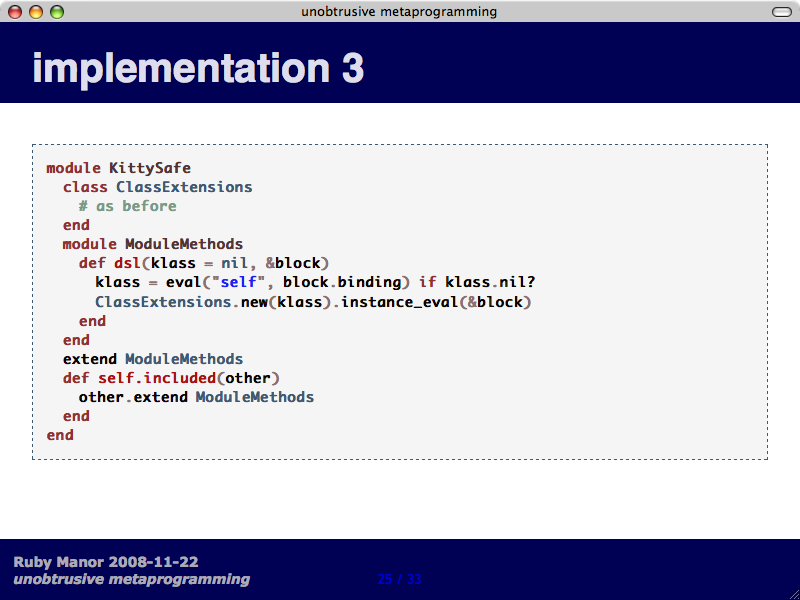 unobtrusive metaprogramming
implementation 3
module KittySafe
  class ClassExtensions
    # as before
  end
  module ModuleMethods
    def dsl(klass = nil, &block)
      klass = eval("self", block.binding) if klass.nil?
      ClassExtensions.new(klass).instance_eval(&block)
    end
  end
  extend ModuleMethods
  def self.included(other)
    other.extend ModuleMethods
  end
end
Ruby Manor 2008-11-22
unobtrusive metaprogramming
25 / 33